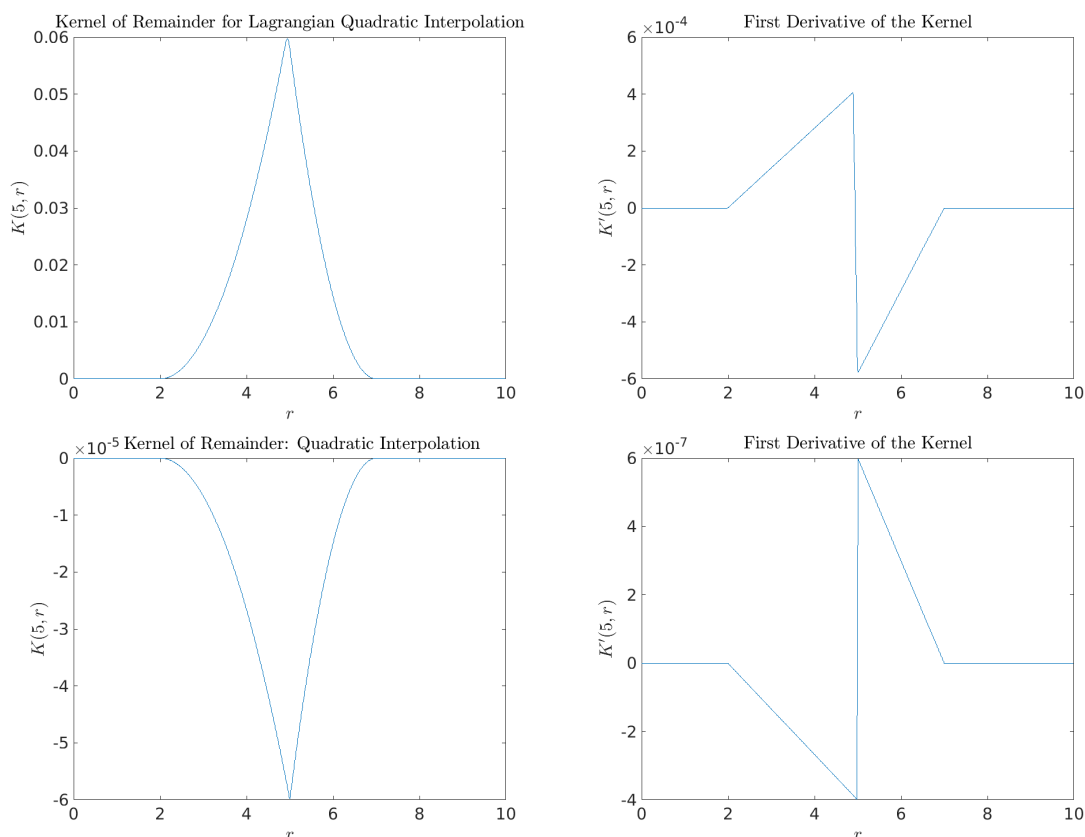 Kernel of Remainder for Lagrangian Quadratic Interpolation
0.06
0.05
0.04
0.03
0.02
0.01
0
K(5, r)
0 2 4 6 8 10
r
First Derivative of the Kernel
×10-4
6
4
2
0
-2
-4
-6
K′(5, r)
0 2 4 6 8 10
r
×10-5 Kernel of Remainder: Quadratic Interpolation
0
-1
-2
-3
-4
-5
-6
K(5, r)
0 2 4 6 8 10
r
First Derivative of the Kernel
×10-7
6
4
2
0
-2
-4
K′(5, r)
0 2 4 6 8 10
r